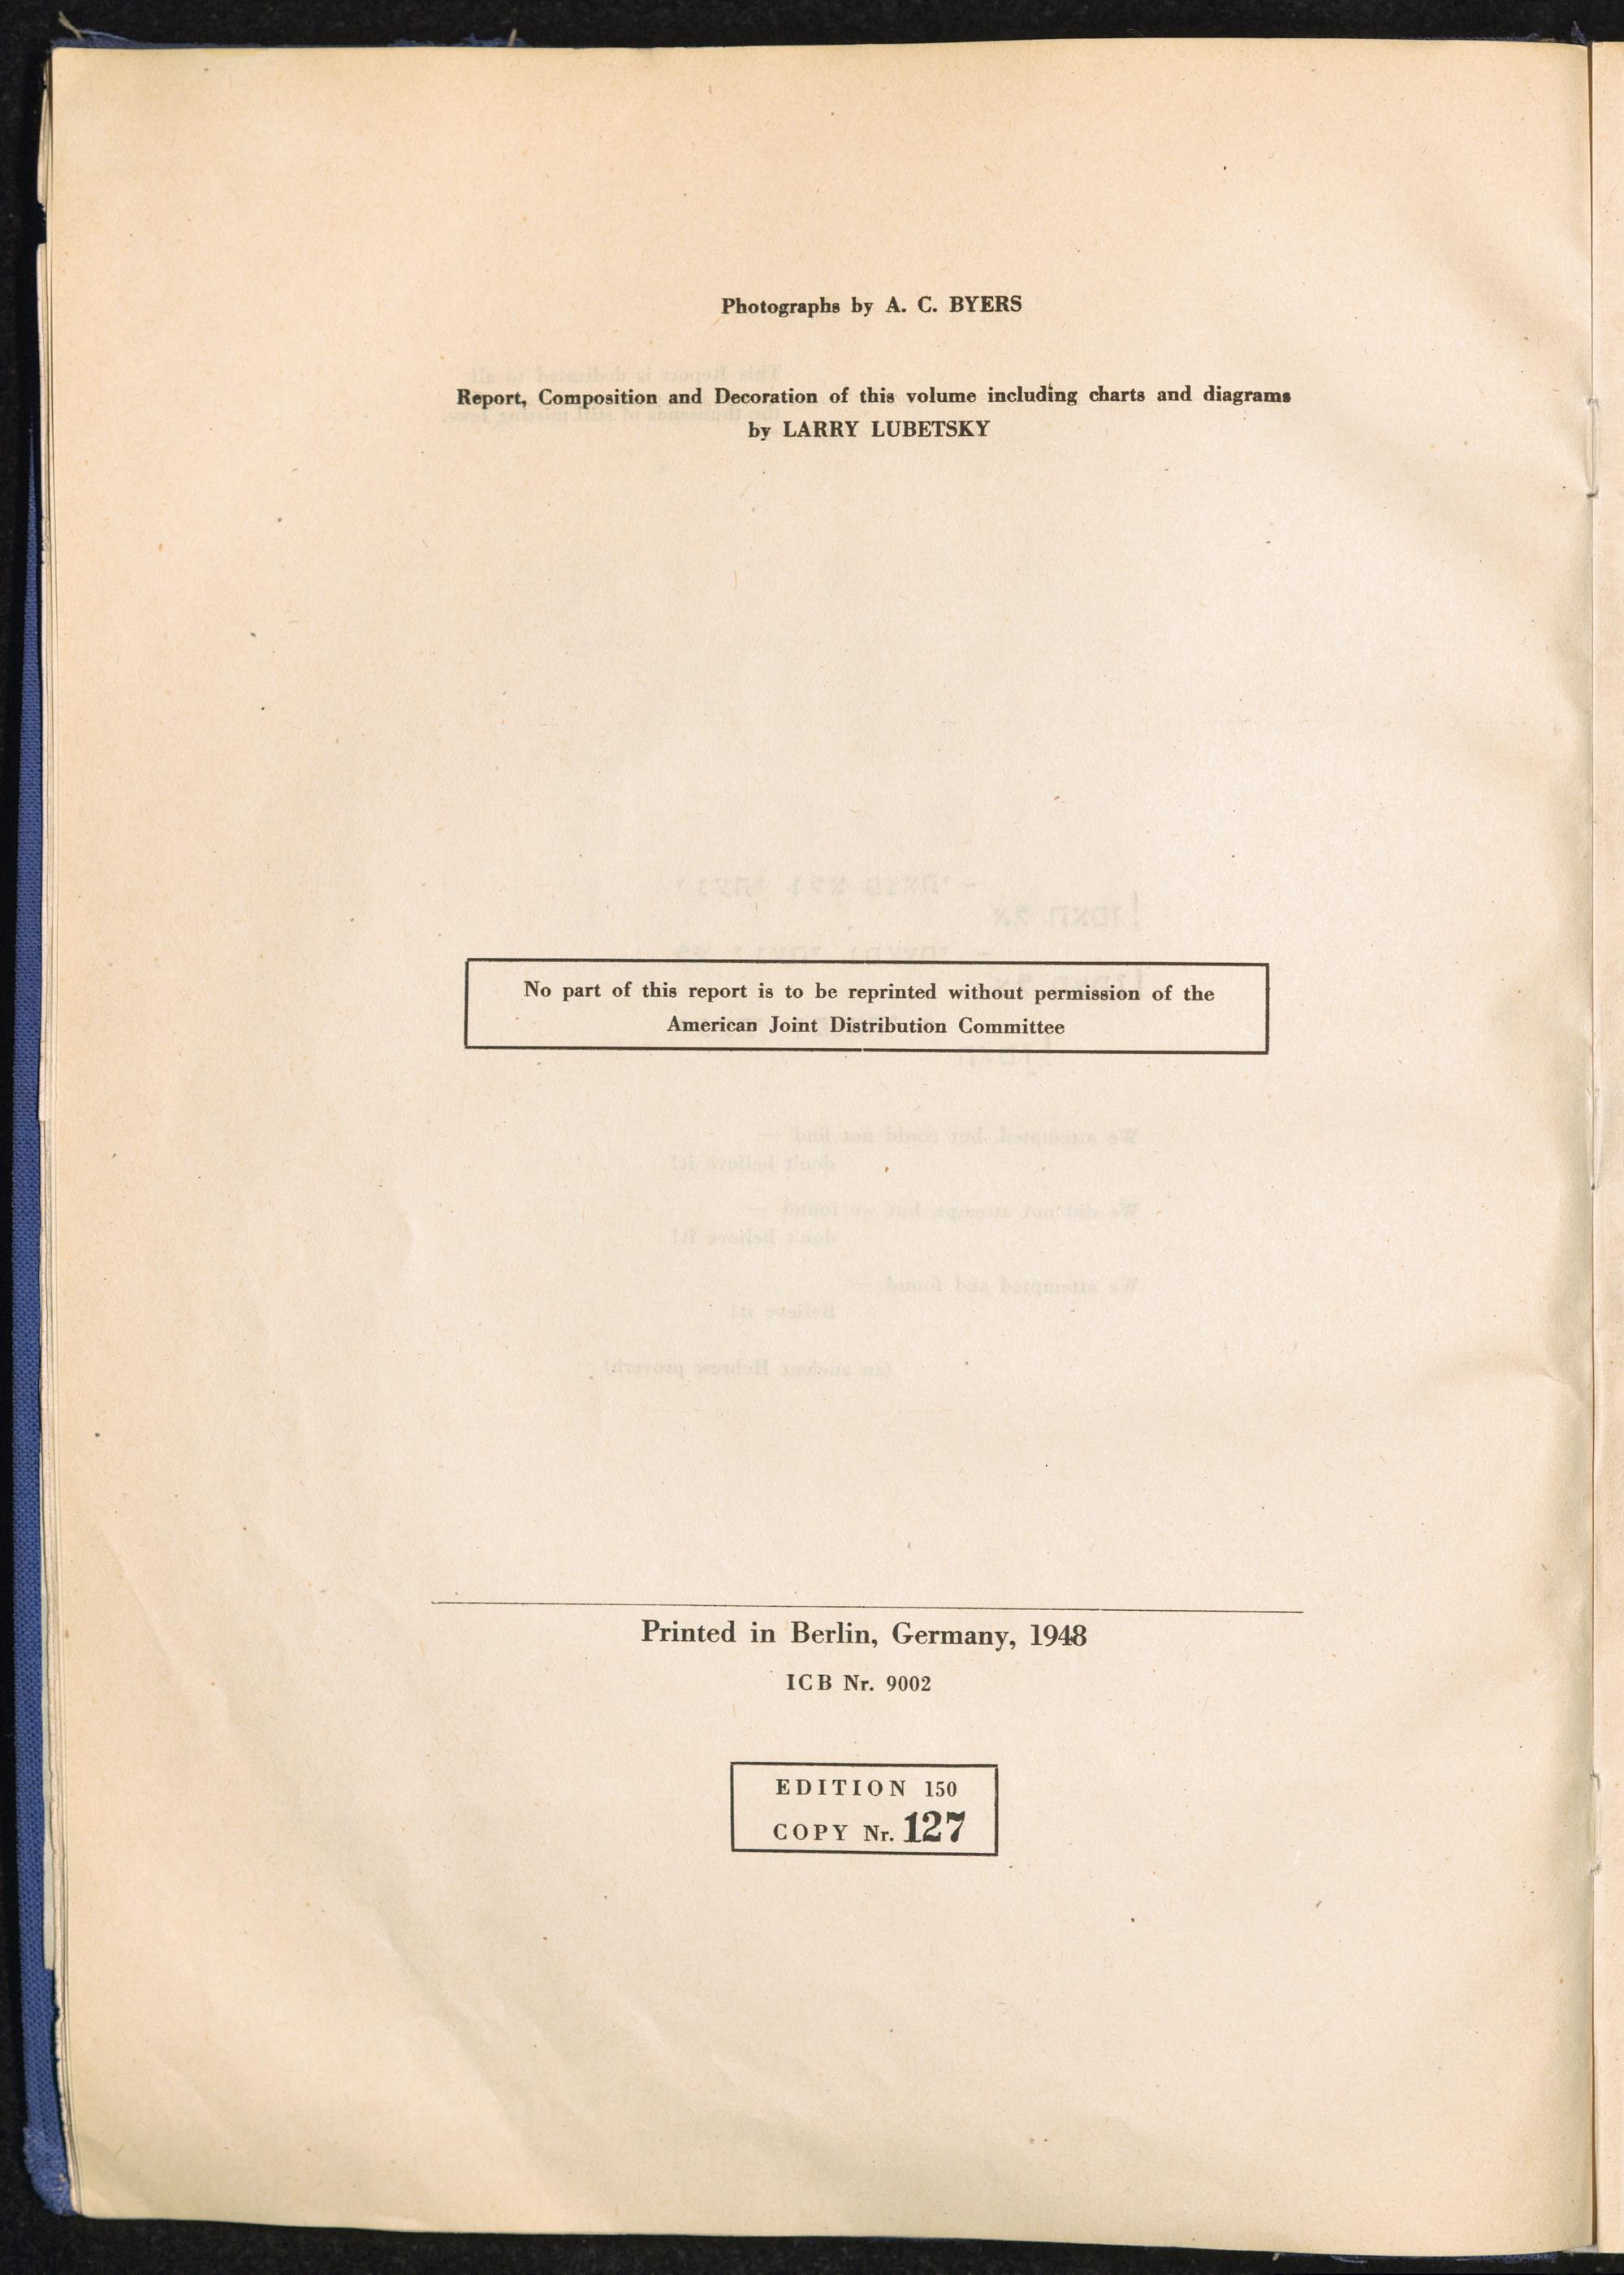 Photographs by A. C. BYERS
Report, Composition and Decoration of this volume including charts and diagrams
by LARRY LUBETSKY
No part of this report is to be reprinted without permission of the
American Joint Distribution Committee
Printed in Berlin, Germany, 1948
ICB Nr. 9002
EDITION 150
COPY Nr. 127